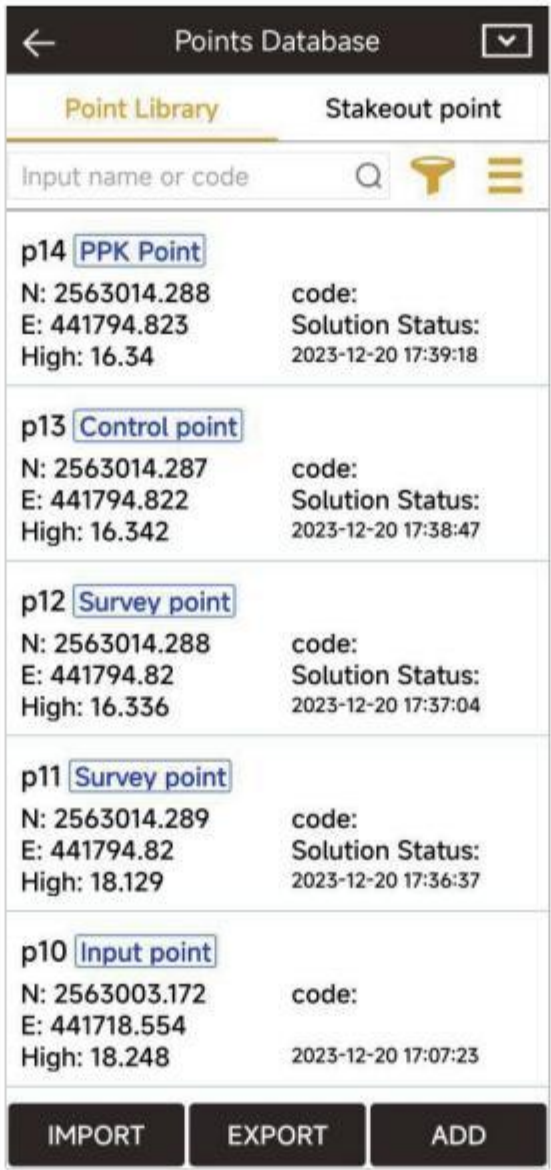 Points Database
Point Library Stakeout point
Input name or code
p14 PPK Point
N: 2563014.288 code:
E: 441794.823 Solution Status:
High: 16.34 2023-12-20 17:39:18
p13 Control point
N: 2563014.287 code:
E: 441794.822 Solution Status:
High: 16.342 2023-12-20 17:38:47
p12 Survey point
N: 2563014.288 code:
E: 441794.82 Solution Status:
High: 16.336 2023-12-20 17:37:04
p11 Survey point
N: 2563014.289 code:
E: 441794.82 Solution Status:
High: 18.129 2023-12-20 17:36:37
p10 Input point
N: 2563003.172 code:
E: 441718.554
High: 18.248 2023-12-20 17:07:23
IMPORT EXPORT ADD